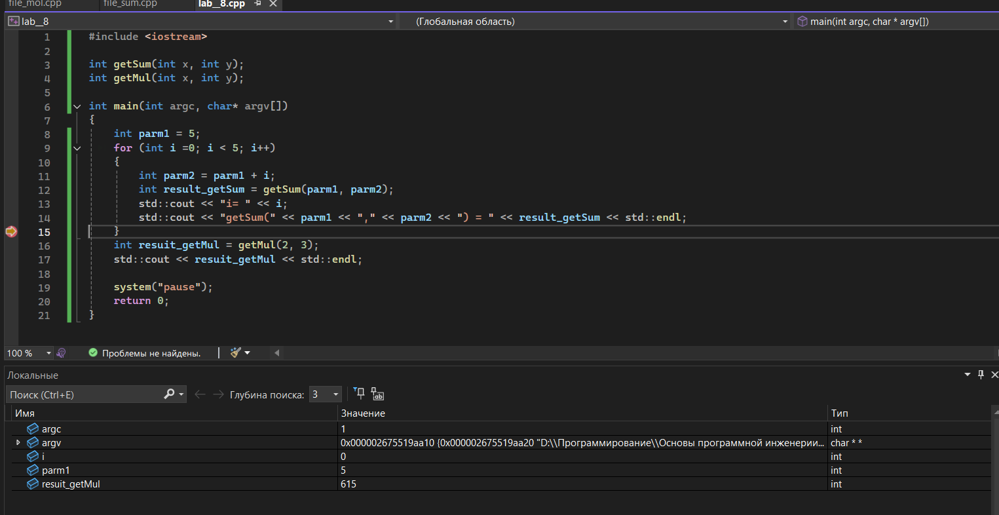 file_mol.cpp file_sum.cpp lab__8.cpp
lab__8 (Глобальная область) main(int argc, char * argv[])
1 #include <iostream>
2
3 int getSum(int x, int y);
4 int getMul(int x, int y);
5
6 int main(int argc, char* argv[])
7 {
8 int parm1 = 5;
9 for (int i =0; i < 5; i++)
10 {
11 int parm2 = parm1 + i;
12 int result_getSum = getSum(parm1, parm2);
13 std::cout << "i= " << i;
14 std::cout << "getSum(" << parm1 << "," << parm2 << ") = " << result_getSum << std::endl;
15 }
16 int resuit_getMul = getMul(2, 3);
17 std::cout << resuit_getMul << std::endl;
18
19 system("pause");
20 return 0;
21 }
100 % Проблемы не найдены.
Локальные
Поиск (Ctrl+E) Глубина поиска: 3
Имя Значение Тип
argc 1 int
argv 0x000002675519aa10 {0x000002675519aa20 "D:\\Программирование\\Основы программной инженерии... char * *
i 0 int
parm1 5 int
resuit_getMul 615 int